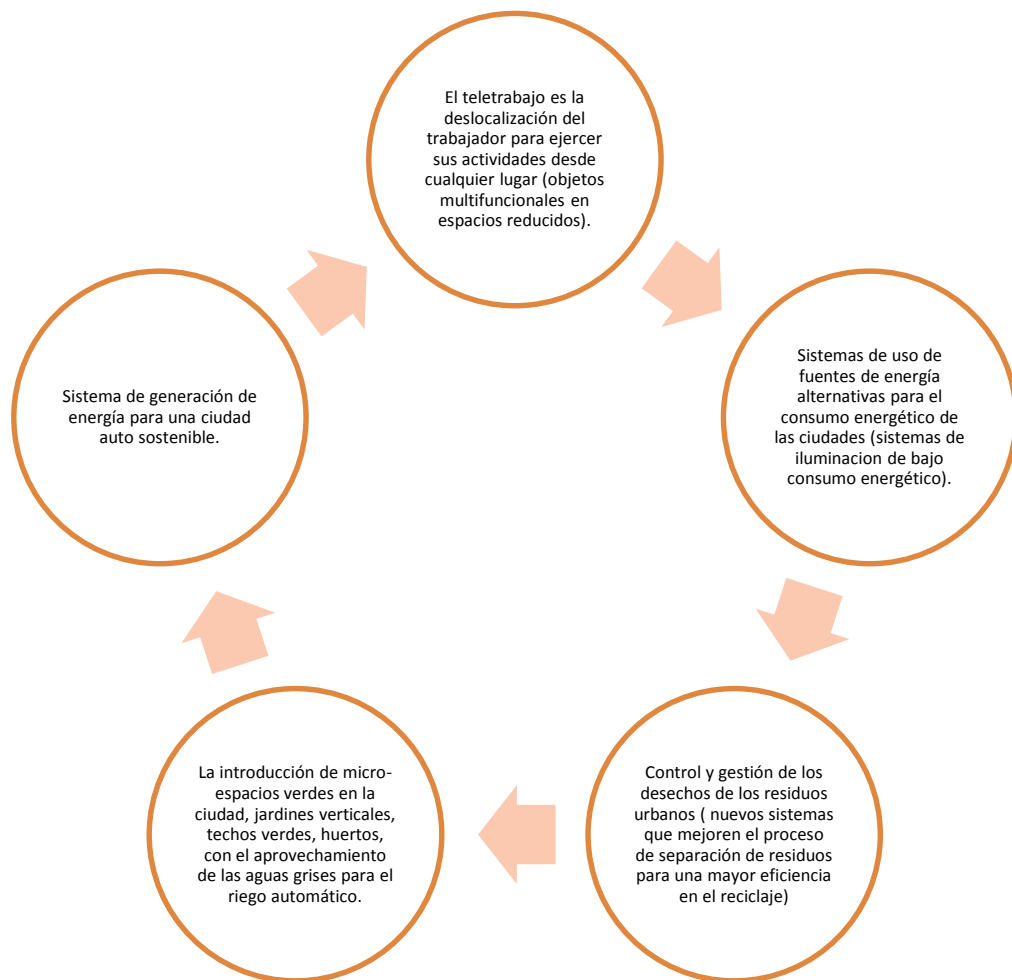 El teletrabajo es la
deslocalización del
trabajador para ejercer
sus actividades desde
cualquier lugar (objetos
multifuncionales en
espacios reducidos).
Sistemas de uso de
fuentes de energía
alternativas para el
consumo energético de
las ciudades (sistemas de
iluminacion de bajo
consumo energético).
Control y gestión de los
desechos de los residuos
urbanos ( nuevos sistemas
que mejoren el proceso
de separación de residuos
para una mayor eficiencia
en el reciclaje)
La introducción de micro-
espacios verdes en la
ciudad, jardines verticales,
techos verdes, huertos,
con el aprovechamiento
de las aguas grises para el
riego automático.
Sistema de generación de
energía para una ciudad
auto sostenible.